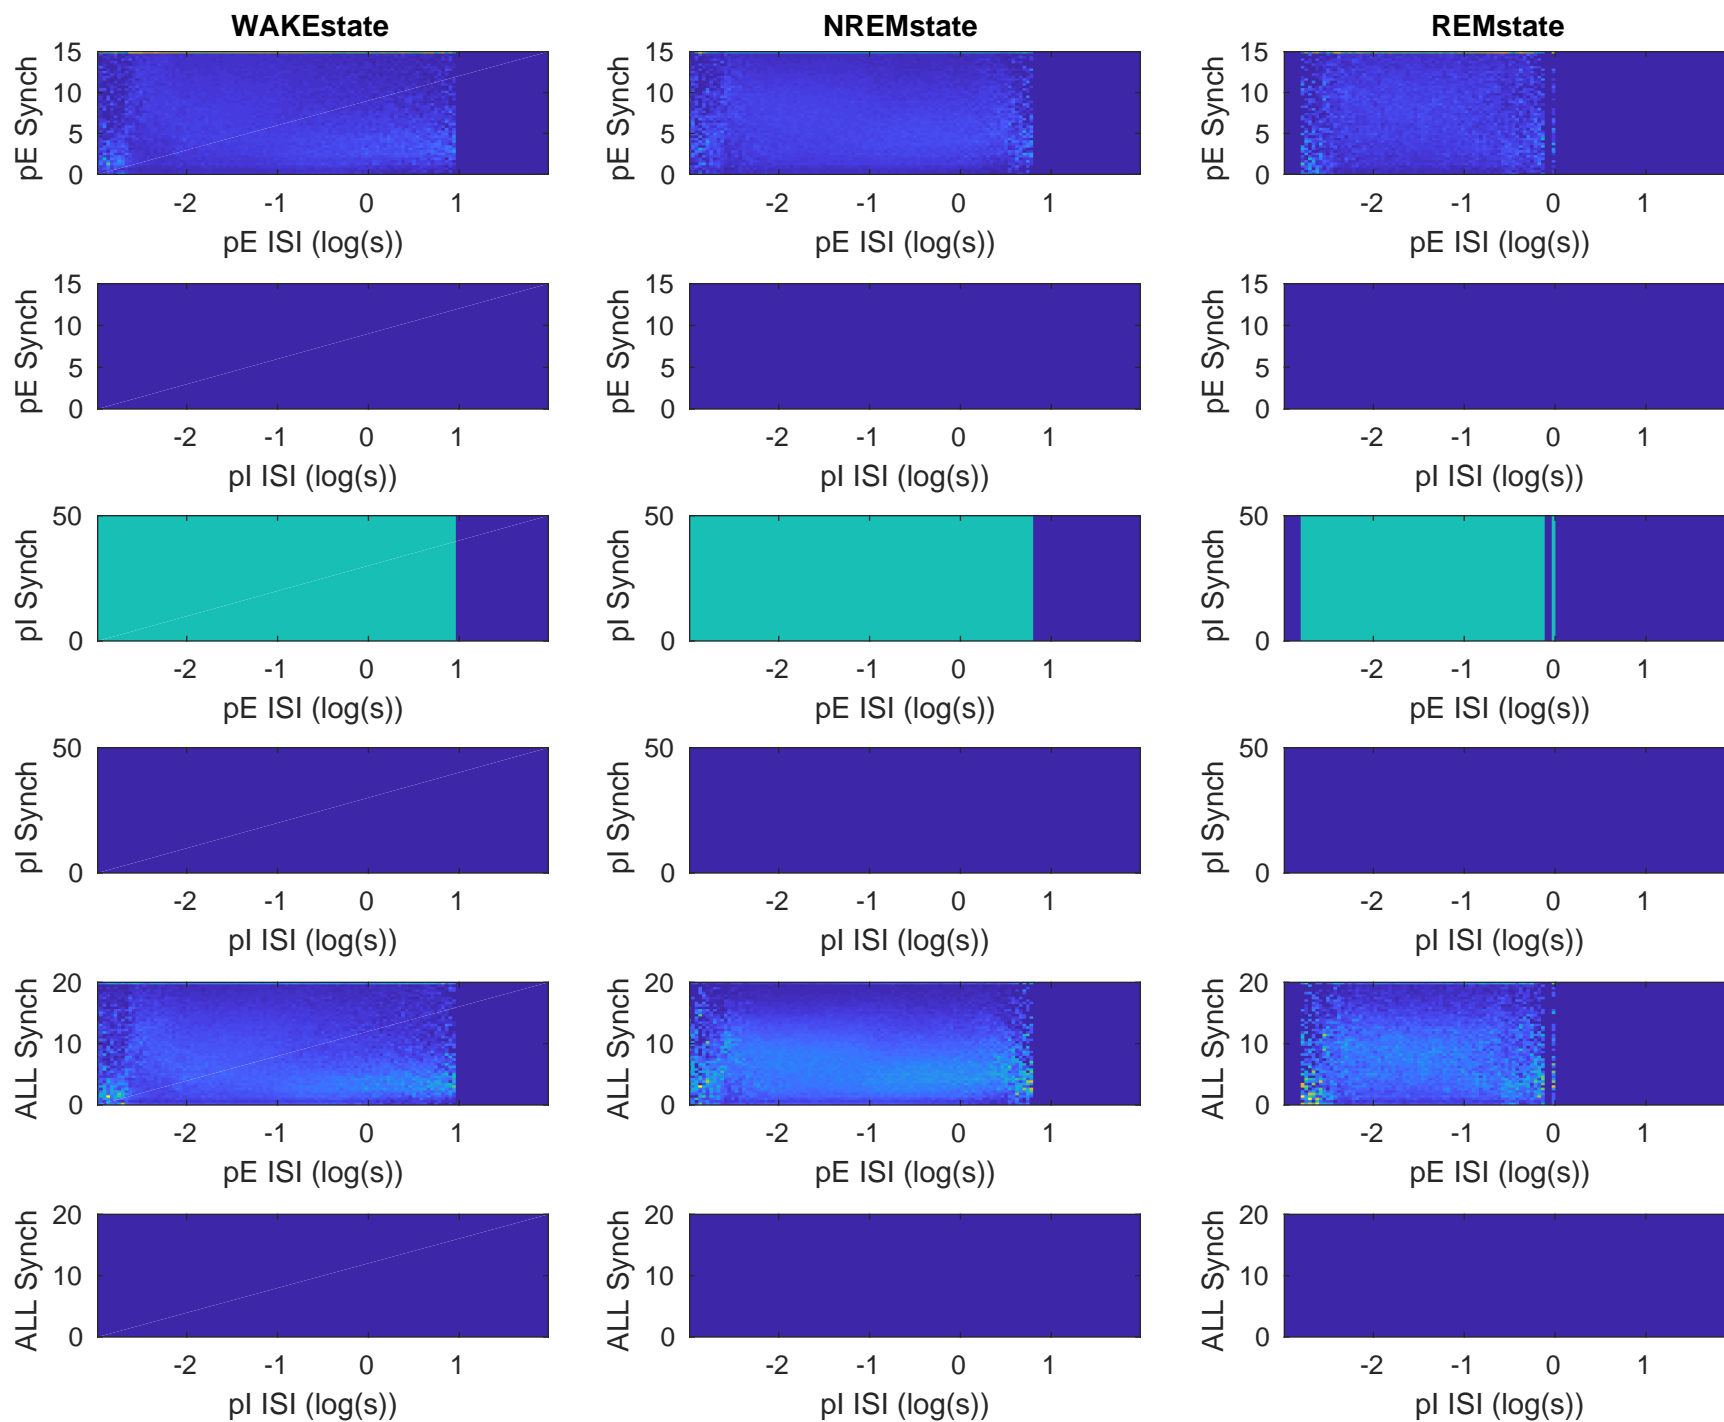 WAKEstate NREMstate REMstate
15 15 15
10 10 10
5 5 5
0 0 0
pE Synch pE Synch pE Synch
-2 -1 0 1 -2 -1 0 1 -2 -1 0 1
pE ISI (log(s)) pE ISI (log(s)) pE ISI (log(s))
15 15 15
10 10 10
5 5 5
0 0 0
pE Synch pE Synch pE Synch
-2 -1 0 1 -2 -1 0 1 -2 -1 0 1
pI ISI (log(s)) pI ISI (log(s)) pI ISI (log(s))
50 50 50
0 0 0
pI Synch pI Synch pI Synch
-2 -1 0 1 -2 -1 0 1 -2 -1 0 1
pE ISI (log(s)) pE ISI (log(s)) pE ISI (log(s))
50 50 50
0 0 0
pI Synch pI Synch pI Synch
-2 -1 0 1 -2 -1 0 1 -2 -1 0 1
pI ISI (log(s)) pI ISI (log(s)) pI ISI (log(s))
20 20 20
10 10 10
0 0 0
ALL Synch ALL Synch ALL Synch
-2 -1 0 1 -2 -1 0 1 -2 -1 0 1
pE ISI (log(s)) pE ISI (log(s)) pE ISI (log(s))
20 20 20
10 10 10
0 0 0
ALL Synch ALL Synch ALL Synch
-2 -1 0 1 -2 -1 0 1 -2 -1 0 1
pI ISI (log(s)) pI ISI (log(s)) pI ISI (log(s))